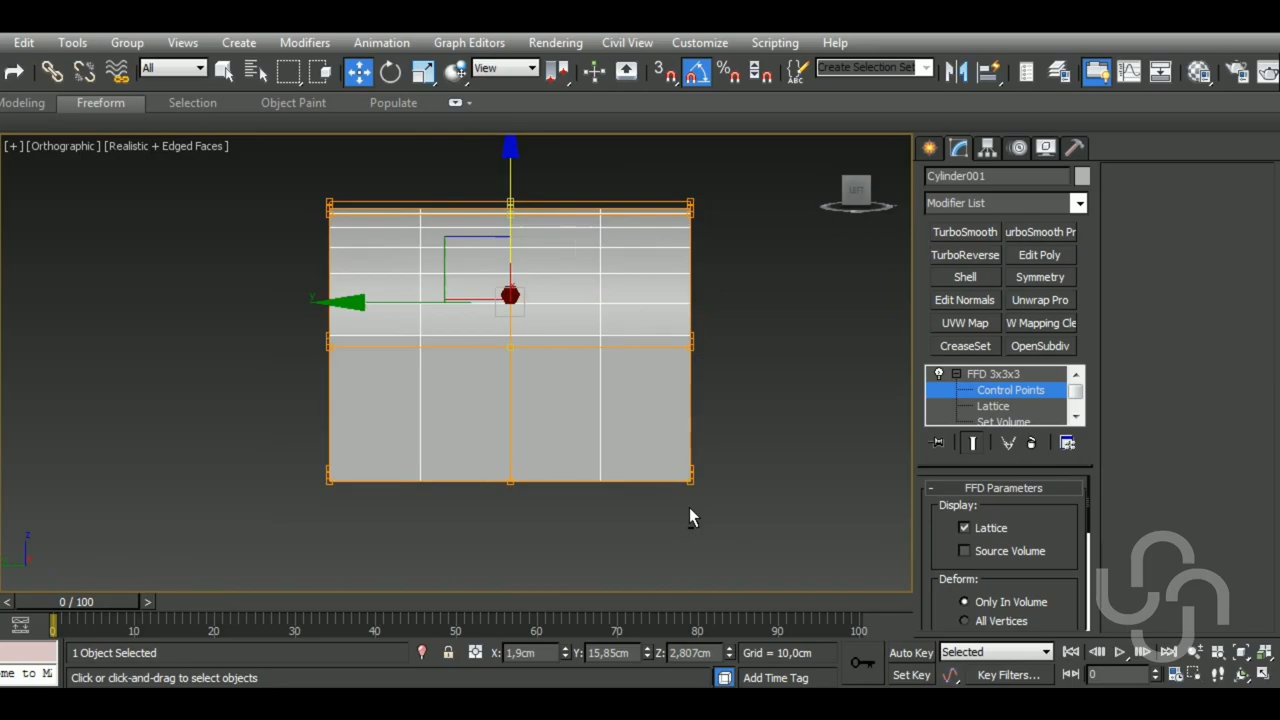 Edit Tools Group Views Create Modifiers Animation Graph Editors Rendering Civil View Customize Scripting Help
All View 3 % ABC Create Selection Set
Modeling Freeform Selection Object Paint Populate
[+] [Orthographic] [Realistic + Edged Faces]
LEFT
y
z
Cylinder001
Modifier List
TurboSmooth urboSmooth Pr
TurboReverse Edit Poly
Shell Symmetry
Edit Normals Unwrap Pro
UVW Map W Mapping Cle
CreaseSet OpenSubdiv
FFD 3x3x3
Control Points
Lattice
Set Volume
- FFD Parameters
Display:
Lattice
Source Volume
Deform:
Only In Volume
All Vertices
< 0 / 100 >
0 10 20 30 40 50 60 70 80 90 100
1 Object Selected X: 1,9cm Y: 15,85cm Z: 2,807cm Grid = 10,0cm Auto Key Selected
ome to M Click or click-and-drag to select objects Add Time Tag Set Key Key Filters... 0